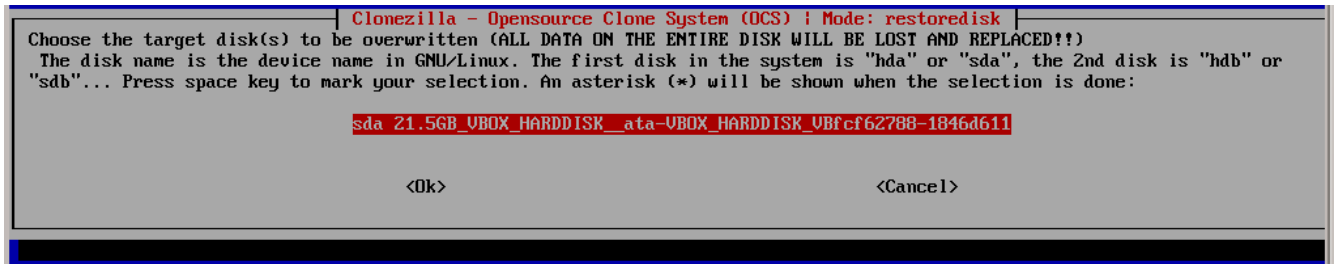 Clonezilla - Opensource Clone System (OCS) | Mode: restoredisk
Choose the target disk(s) to be overwritten (ALL DATA ON THE ENTIRE DISK WILL BE LOST AND REPLACED!!)
The disk name is the device name in GNU/Linux. The first disk in the system is "hda" or "sda", the 2nd disk is "hdb" or
"sdb"... Press space key to mark your selection. An asterisk (*) will be shown when the selection is done:
sda 21.5GB_VBOX_HARDDISK__ata-VBOX_HARDDISK_VBfcf62788-1846d611
<Ok> <Cancel>